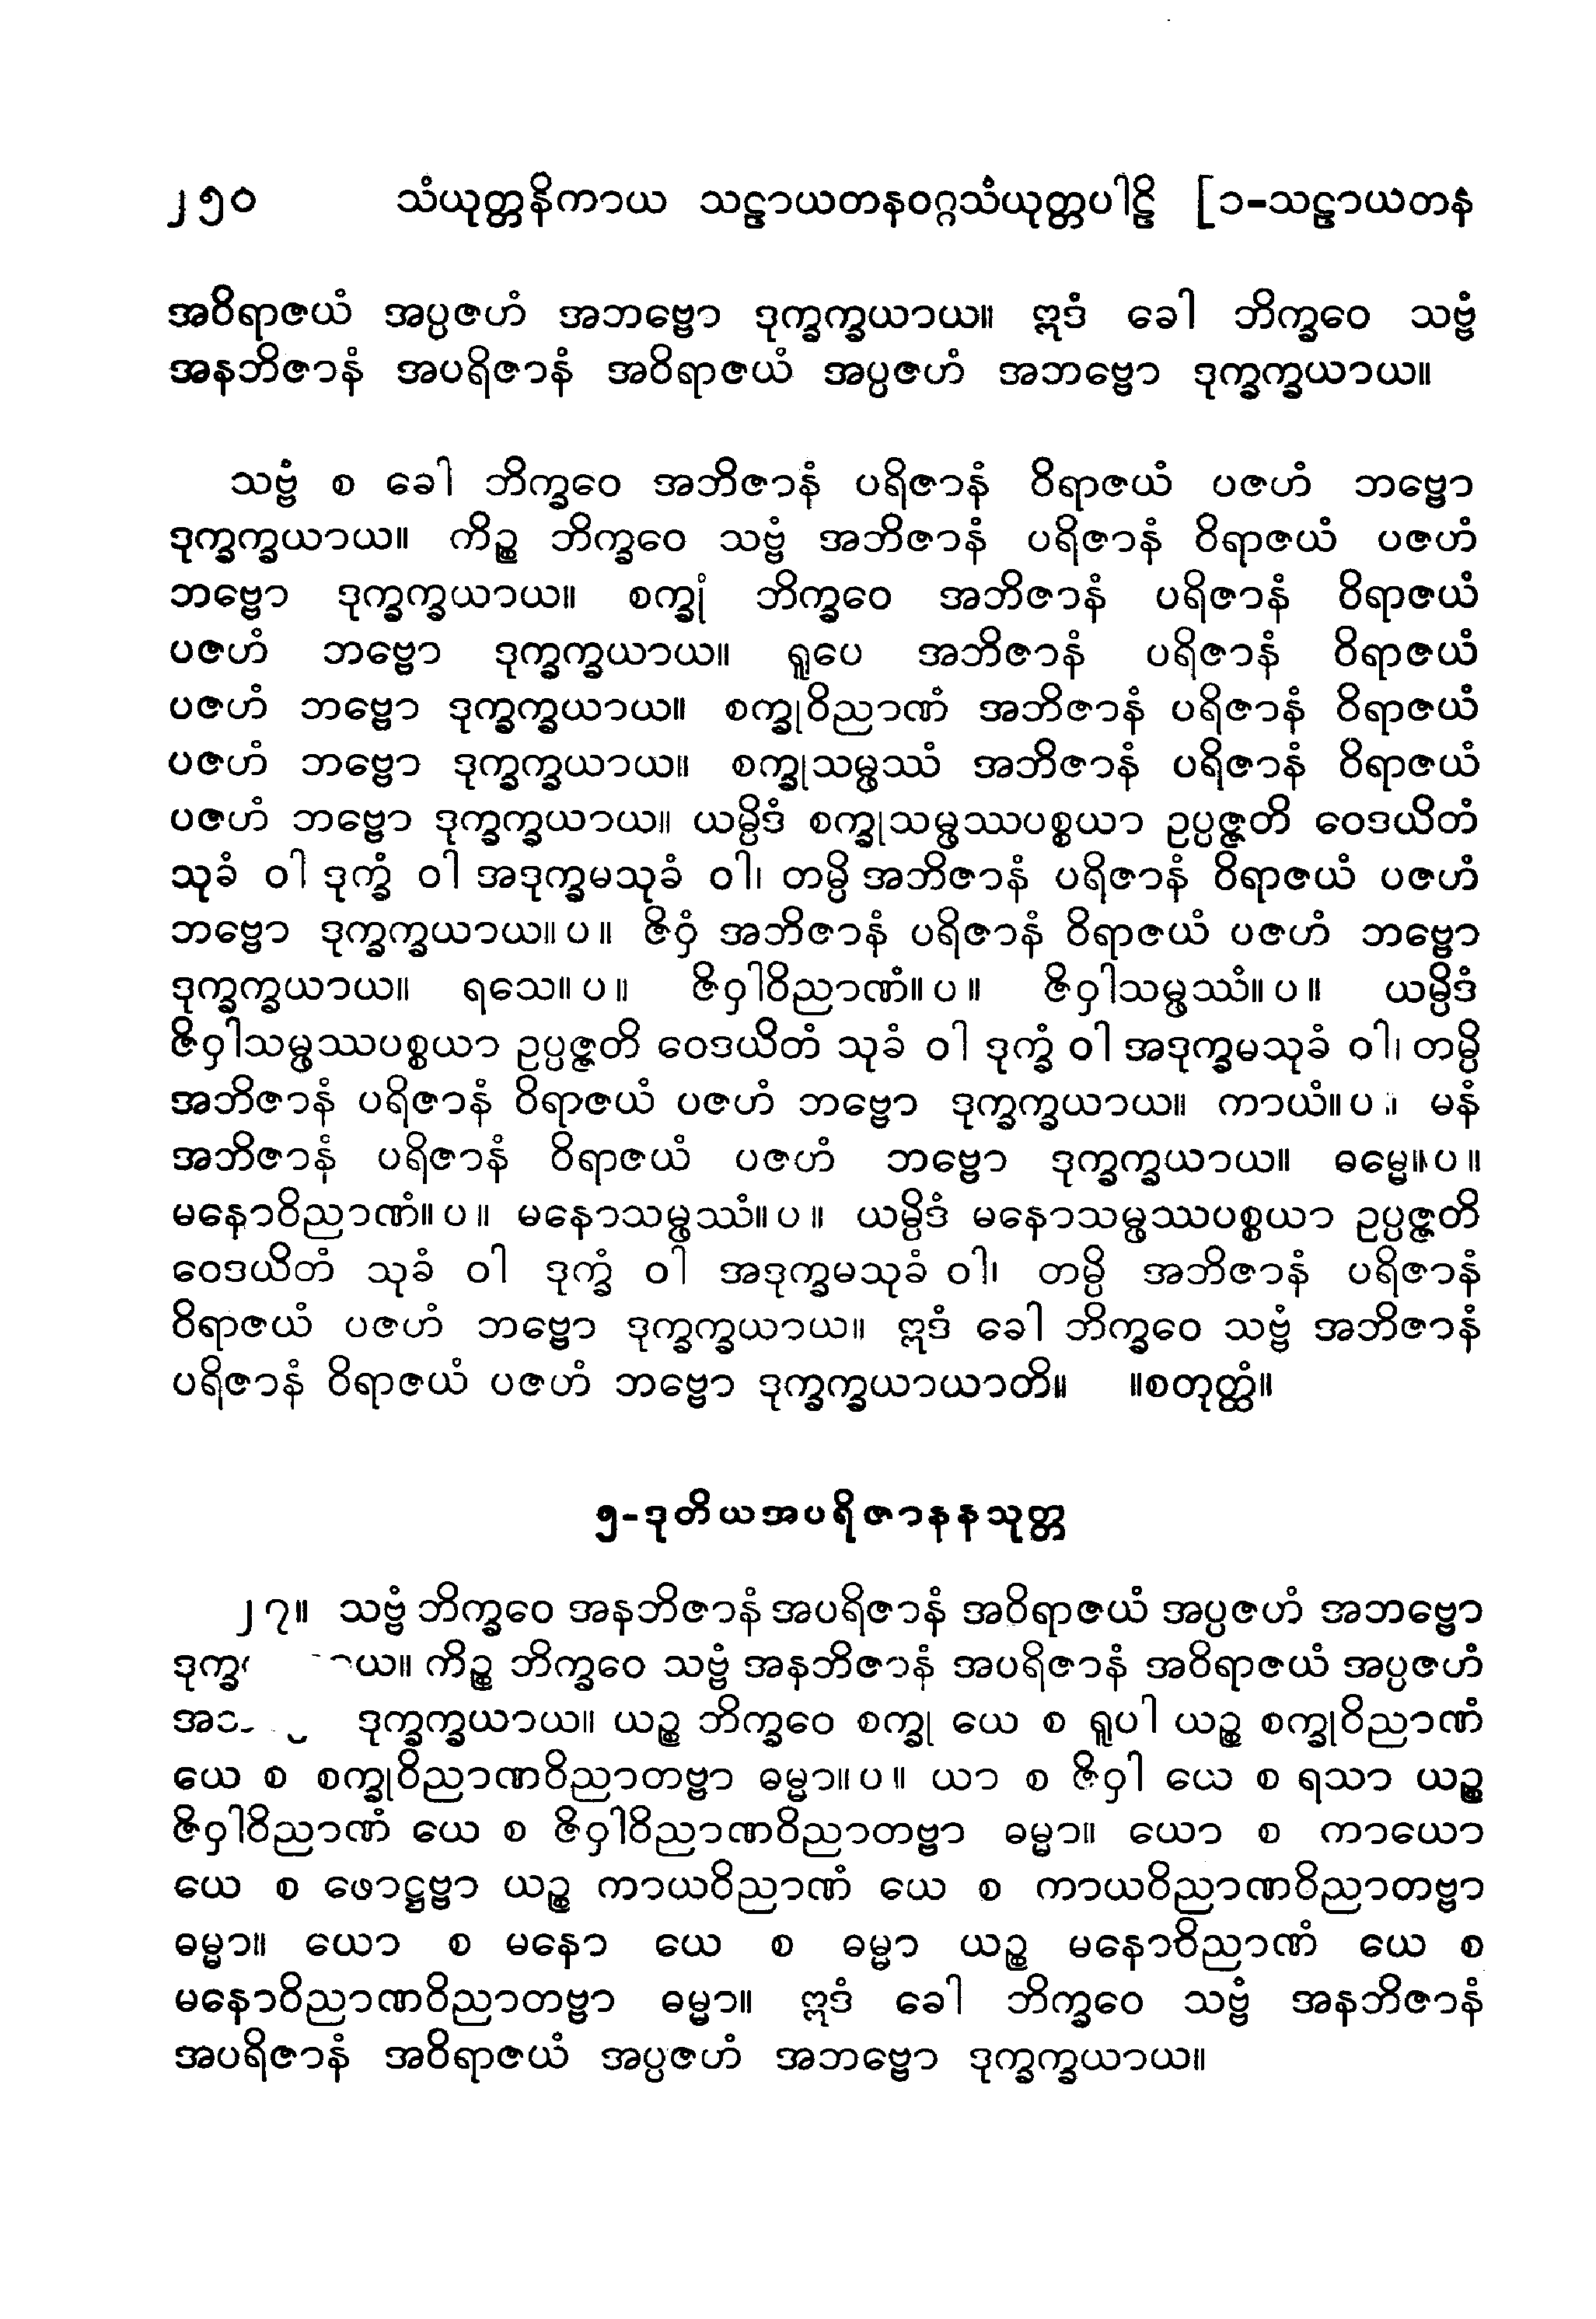 ၂၅၀ သံယုတ္တနိကာယ သဠာယတနဝဂ္ဂသံယုတ္တပါဠိ [၁-သဠာယတန
အဝိရာဇယံ အပ္ပဇဟံ အဘဗ္ဗော ဒုက္ခက္ခယာယ။ ဣဒံ ခေါ ဘိက္ခဝေ သဗ္ဗံ
အနဘိဇာနံ အပရိဇာနံ အဝိရာဇယံ အပ္ပဇဟံ အဘဗ္ဗော ဒုက္ခက္ခယာယ။
သဗ္ဗံ စ ခေါ ဘိက္ခဝေ အဘိဇာနံ ပရိဇာနံ ဝိရာဇယံ ပဇဟံ ဘဗ္ဗော
ဒုက္ခက္ခယာယ။ ကိဉ္စ ဘိက္ခဝေ သဗ္ဗံ အဘိဇာနံ ပရိဇာနံ ဝိရာဇယံ ပဇဟံ
ဘဗ္ဗော ဒုက္ခက္ခယာယ။ စက္ခုံ ဘိက္ခဝေ အဘိဇာနံ ပရိဇာနံ ဝိရာဇယံ
ပဇဟံ ဘဗ္ဗော ဒုက္ခက္ခယာယ။ ရူပေ အဘိဇာနံ ပရိဇာနံ ဝိရာဇယံ
ပဇဟံ ဘဗ္ဗော ဒုက္ခက္ခယာယ။ စက္ခုဝိညာဏံ အဘိဇာနံ ပရိဇာနံ ဝိရာဇယံ
ပဇဟံ ဘဗ္ဗော ဒုက္ခက္ခယာယ။ စက္ခုသမ္ဖဿံ အဘိဇာနံ ပရိဇာနံ ဝိရာဇယံ
ပဇဟံ ဘဗ္ဗော ဒုက္ခက္ခယာယ။ ယမ္ပိဒံ စက္ခုသမ္ဖဿပစ္စယာ ဥပ္ပဇ္ဇတိ ဝေဒယိတံ
သုခံ ဝါ ဒုက္ခံ ဝါ အဒုက္ခမသုခံ ဝါ၊ တမ္ပိ အဘိဇာနံ ပရိဇာနံ ဝိရာဇယံ ပဇဟံ
ဘဗ္ဗော ဒုက္ခက္ခယာယ။ပ။ ဇိဝှံ အဘိဇာနံ ပရိဇာနံ ဝိရာဇယံ ပဇဟံ ဘဗ္ဗော
ဒုက္ခက္ခယာယ။ ရသေ။ပ။ ဇိဝှါဝိညာဏံ။ပ။ ဇိဝှါသမ္ဖဿံ။ပ။ ယမ္ပိဒံ
ဇိဝှါသမ္ဖဿပစ္စယာ ဥပ္ပဇ္ဇတိ ဝေဒယိတံ သုခံ ဝါ ဒုက္ခံ ဝါ အဒုက္ခမသုခံ ဝါ၊ တမ္ပိ
အဘိဇာနံ ပရိဇာနံ ဝိရာဇယံ ပဇဟံ ဘဗ္ဗော ဒုက္ခက္ခယာယ။ ကာယံ။ပ။ မနံ
အဘိဇာနံ ပရိဇာနံ ဝိရာဇယံ ပဇဟံ ဘဗ္ဗော ဒုက္ခက္ခယာယ။ ဓမ္မေ။ပ။
မနောဝိညာဏံ။ပ။ မနောသမ္ဖဿံ။ပ။ ယမ္ပိဒံ မနောသမ္ဖဿပစ္စယာ ဥပ္ပဇ္ဇတိ
ဝေဒယိတံ သုခံ ဝါ ဒုက္ခံ ဝါ အဒုက္ခမသုခံ ဝါ၊ တမ္ပိ အဘိဇာနံ ပရိဇာနံ
ဝိရာဇယံ ပဇဟံ ဘဗ္ဗော ဒုက္ခက္ခယာယ။ ဣဒံ ခေါ ဘိက္ခဝေ သဗ္ဗံ အဘိဇာနံ
ပရိဇာနံ ဝိရာဇယံ ပဇဟံ ဘဗ္ဗော ဒုက္ခက္ခယာယာတိ။ ။စတုတ္ထံ။
၅-ဒုတိယအပရိဇာနနသုတ္တ
၂၇။ သဗ္ဗံ ဘိက္ခဝေ အနဘိဇာနံ အပရိဇာနံ အဝိရာဇယံ အပ္ပဇဟံ အဘဗ္ဗော
ကိဉ္စ ဘိက္ခဝေ သဗ္ဗံ အနဘိဇာနံ အပရိဇာနံ အဝိရာဇယံ အပ္ပဇဟံ
ဒုက္ခက္ခယာယ။ ယဉ္စ ဘိက္ခဝေ စက္ခု ယေ စ ရူပါ ယဉ္စ စက္ခုဝိညာဏံ
ယေ စ စက္ခုဝိညာဏဝိညာတဗ္ဗာ ဓမ္မာ။ပ။ ယာ စ ဇိဝှါ ယေ စ ရသာ ယဉ္စ
ဇိဝှါဝိညာဏံ ယေ စ ဇိဝှါဝိညာဏဝိညာတဗ္ဗာ ဓမ္မာ။ ယော စ ကာယော
ယေ စ ဖောဋ္ဌဗ္ဗာ ယဉ္စ ကာယဝိညာဏံ ယေ စ ကာယဝိညာဏဝိညာတဗ္ဗာ
ဓမ္မာ။ ယော စ မနော ယေ စ ဓမ္မာ ယဉ္စ မနောဝိညာဏံ ယေ စ
မနောဝိညာဏဝိညာတဗ္ဗာ ဓမ္မာ။ ဣဒံ ခေါ ဘိက္ခဝေ သဗ္ဗံ အနဘိဇာနံ
အပရိဇာနံ အဝိရာဇယံ အပ္ပဇဟံ အဘဗ္ဗော ဒုက္ခက္ခယာယ။